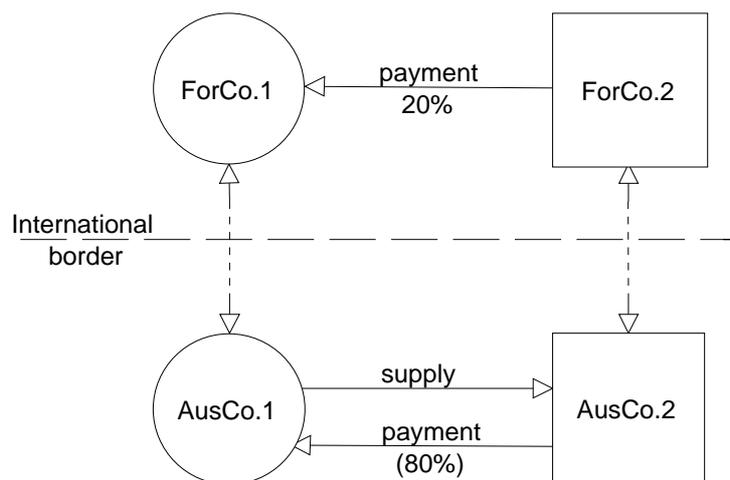 ForCo.1
payment
20%
ForCo.2
International
border
AusCo.1
supply
payment
(80%)
AusCo.2